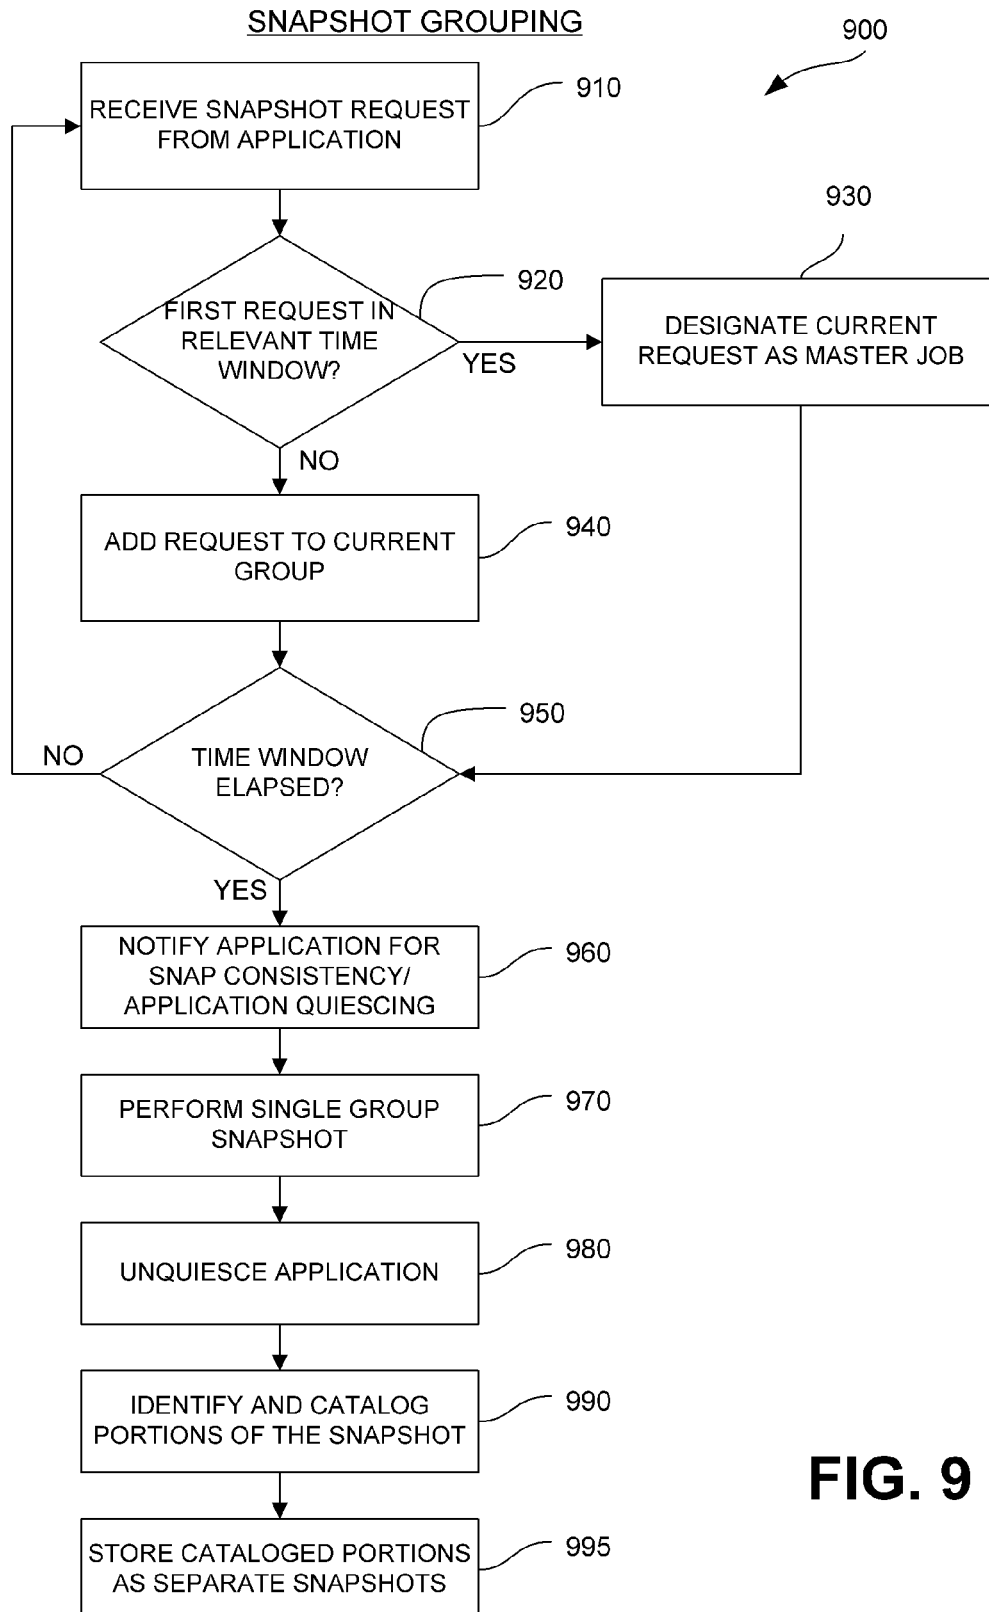 SNAPSHOT GROUPING
900
910
RECEIVE SNAPSHOT REQUEST
FROM APPLICATION
930
920
FIRST REQUEST IN
RELEVANT TIME
WINDOW?
YES
DESIGNATE CURRENT
REQUEST AS MASTER JOB
NO
940
ADD REQUEST TO CURRENT
GROUP
950
NO
TIME WINDOW
ELAPSED?
YES
960
NOTIFY APPLICATION FOR
SNAP CONSISTENCY/
APPLICATION QUIESCING
970
PERFORM SINGLE GROUP
SNAPSHOT
980
UNQUIESCE APPLICATION
990
IDENTIFY AND CATALOG
PORTIONS OF THE SNAPSHOT
FIG. 9
995
STORE CATALOGED PORTIONS
AS SEPARATE SNAPSHOTS